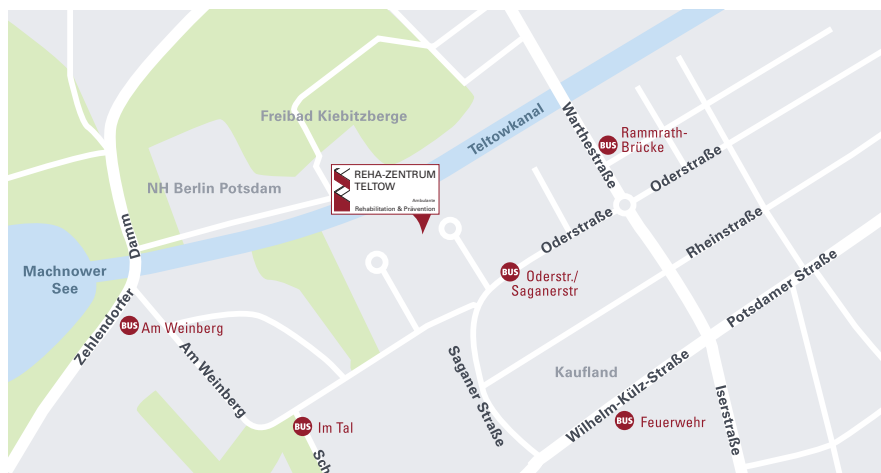 Teltowkanal
Warthestraße
BUS
Rammrath-
Brücke
Freibad Kiebitzberge
Oderstraße
REHA-ZENTRUM
TELTOW
Ambulante
Rehabilitation & Prävention
NH Berlin Potsdam
Damm
Oderstraße
Rheinstraße
Machnower
See
BUS
Oderstr./
Saganerstr
Potsdamer Straße
Zehlendorfer
BUS
Am Weinberg
Am Weinberg
Saganer Straße
Kaufland
Wilhelm-Külz-Straße
Iserstraße
BUS
Im Tal
BUS
Feuerwehr
Sch